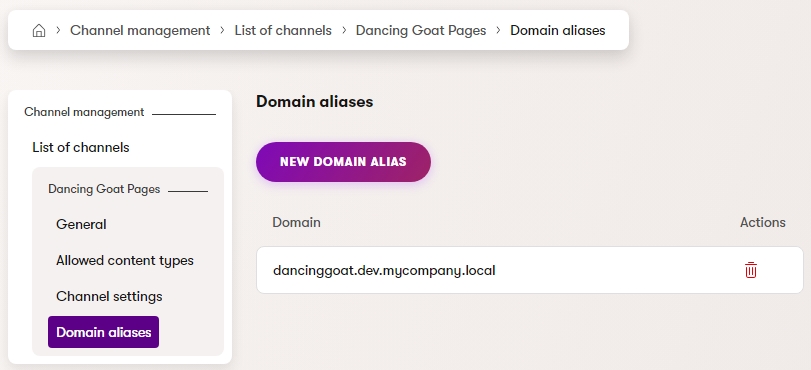 Channel management > List of channels > Dancing Goat Pages > Domain aliases
Channel management
List of channels
Dancing Goat Pages
General
Allowed content types
Channel settings
Domain aliases
Domain aliases
NEW DOMAIN ALIAS
Domain Actions
dancinggoat.dev.mycompany.local